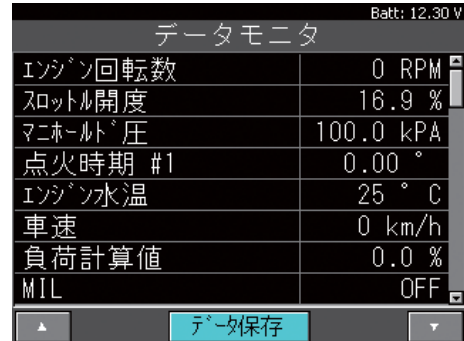 Batt: 12.30 V
データモニタ
ｴﾝｼﾞﾝ回転数 0 RPM
ｽﾛｯﾄﾙ開度 16.9 %
ﾏﾆﾎｰﾙﾄﾞ圧 100.0 kPA
点火時期 #1 0.00 °
ｴﾝｼﾞﾝ水温 25 ° C
車速 0 km/h
負荷計算値 0.0 %
MIL OFF
▲ ﾃﾞｰﾀ保存 ▼